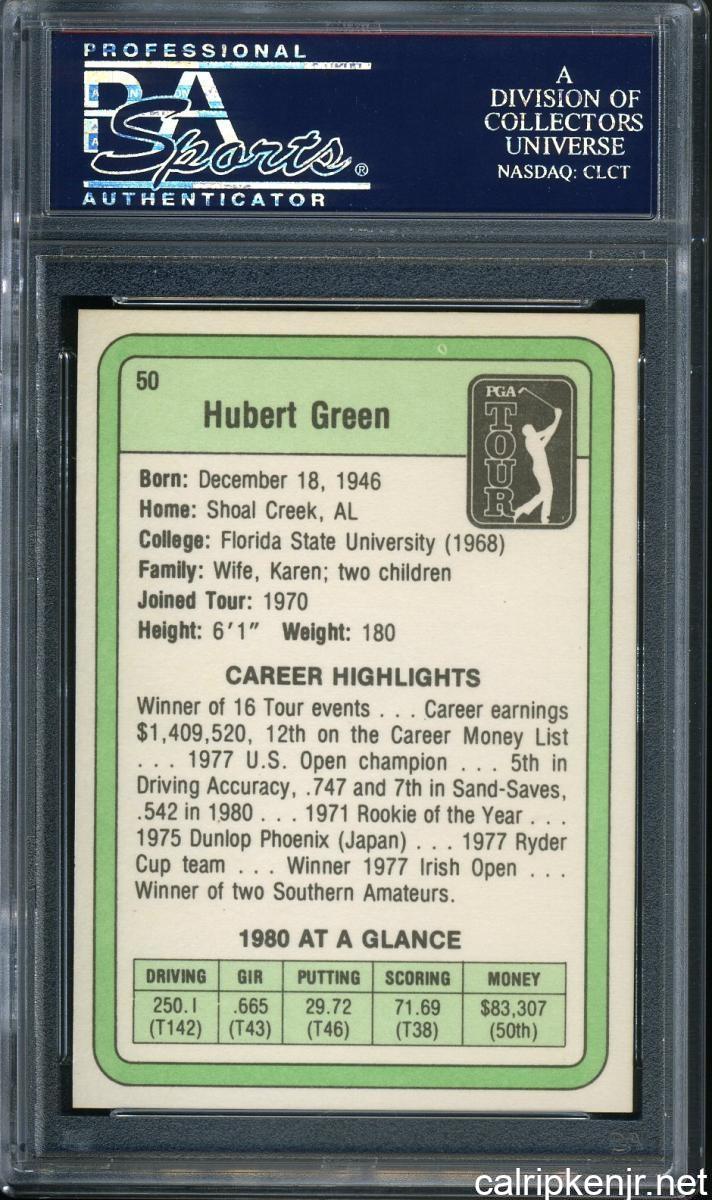 PROFESSIONAL
PSA
Sports®
AUTHENTICATOR
A
DIVISION OF
COLLECTORS
UNIVERSE
NASDAQ: CLCT
50
Hubert Green
PGA
TOUR
Born: December 18, 1946
Home: Shoal Creek, AL
College: Florida State University (1968)
Family: Wife, Karen; two children
Joined Tour: 1970
Height: 6'1" Weight: 180
CAREER HIGHLIGHTS
Winner of 16 Tour events . . . Career earnings
$1,409,520, 12th on the Career Money List
. . . 1977 U.S. Open champion . . . 5th in
Driving Accuracy, .747 and 7th in Sand-Saves,
.542 in 1980 . . . 1971 Rookie of the Year . . .
1975 Dunlop Phoenix (Japan) . . . 1977 Ryder
Cup team . . . Winner 1977 Irish Open . . .
Winner of two Southern Amateurs.
1980 AT A GLANCE
DRIVING GIR PUTTING SCORING MONEY
250.1 .665 29.72 71.69 $83,307
(T142) (T43) (T46) (T38) (50th)
calripkenjr.net